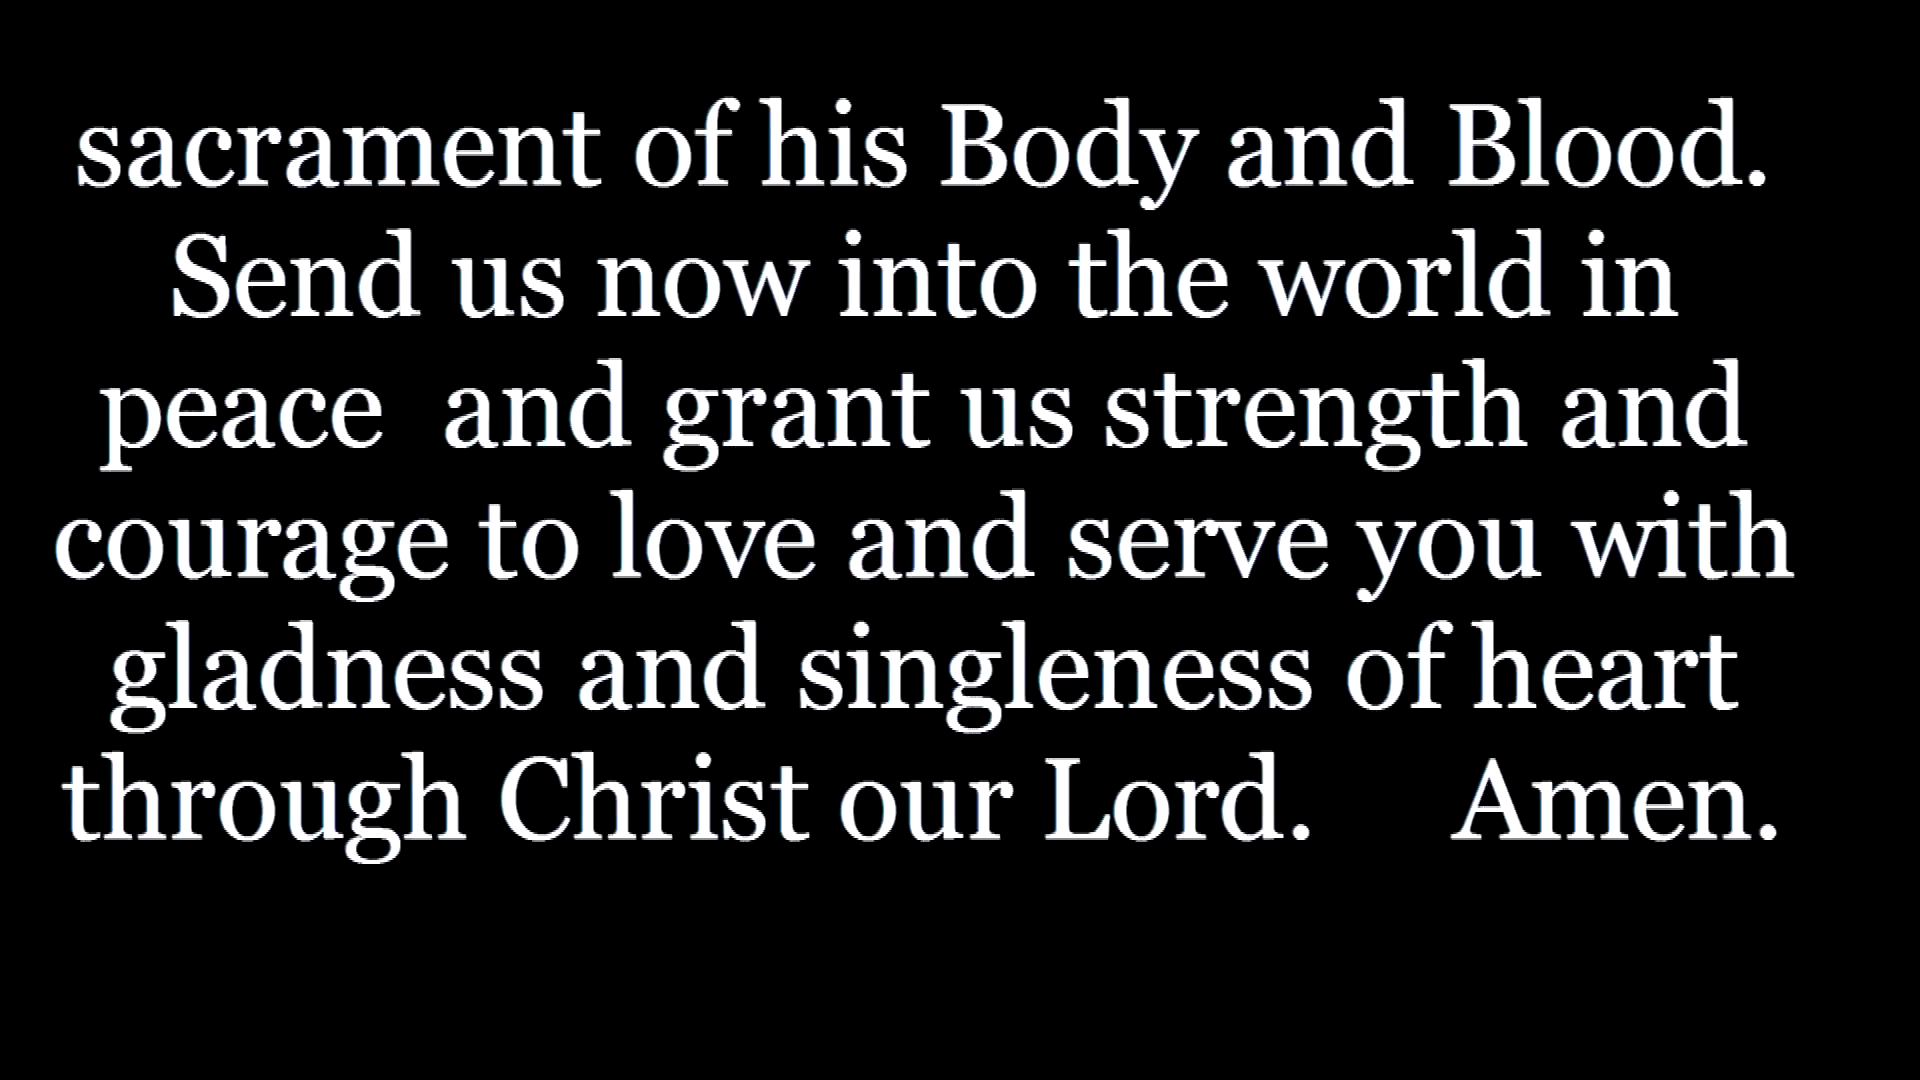 sacrament of his Body and Blood.
Send us now into the world in
peace  and grant us strength and
courage to love and serve you with
gladness and singleness of heart
through Christ our Lord.     Amen.